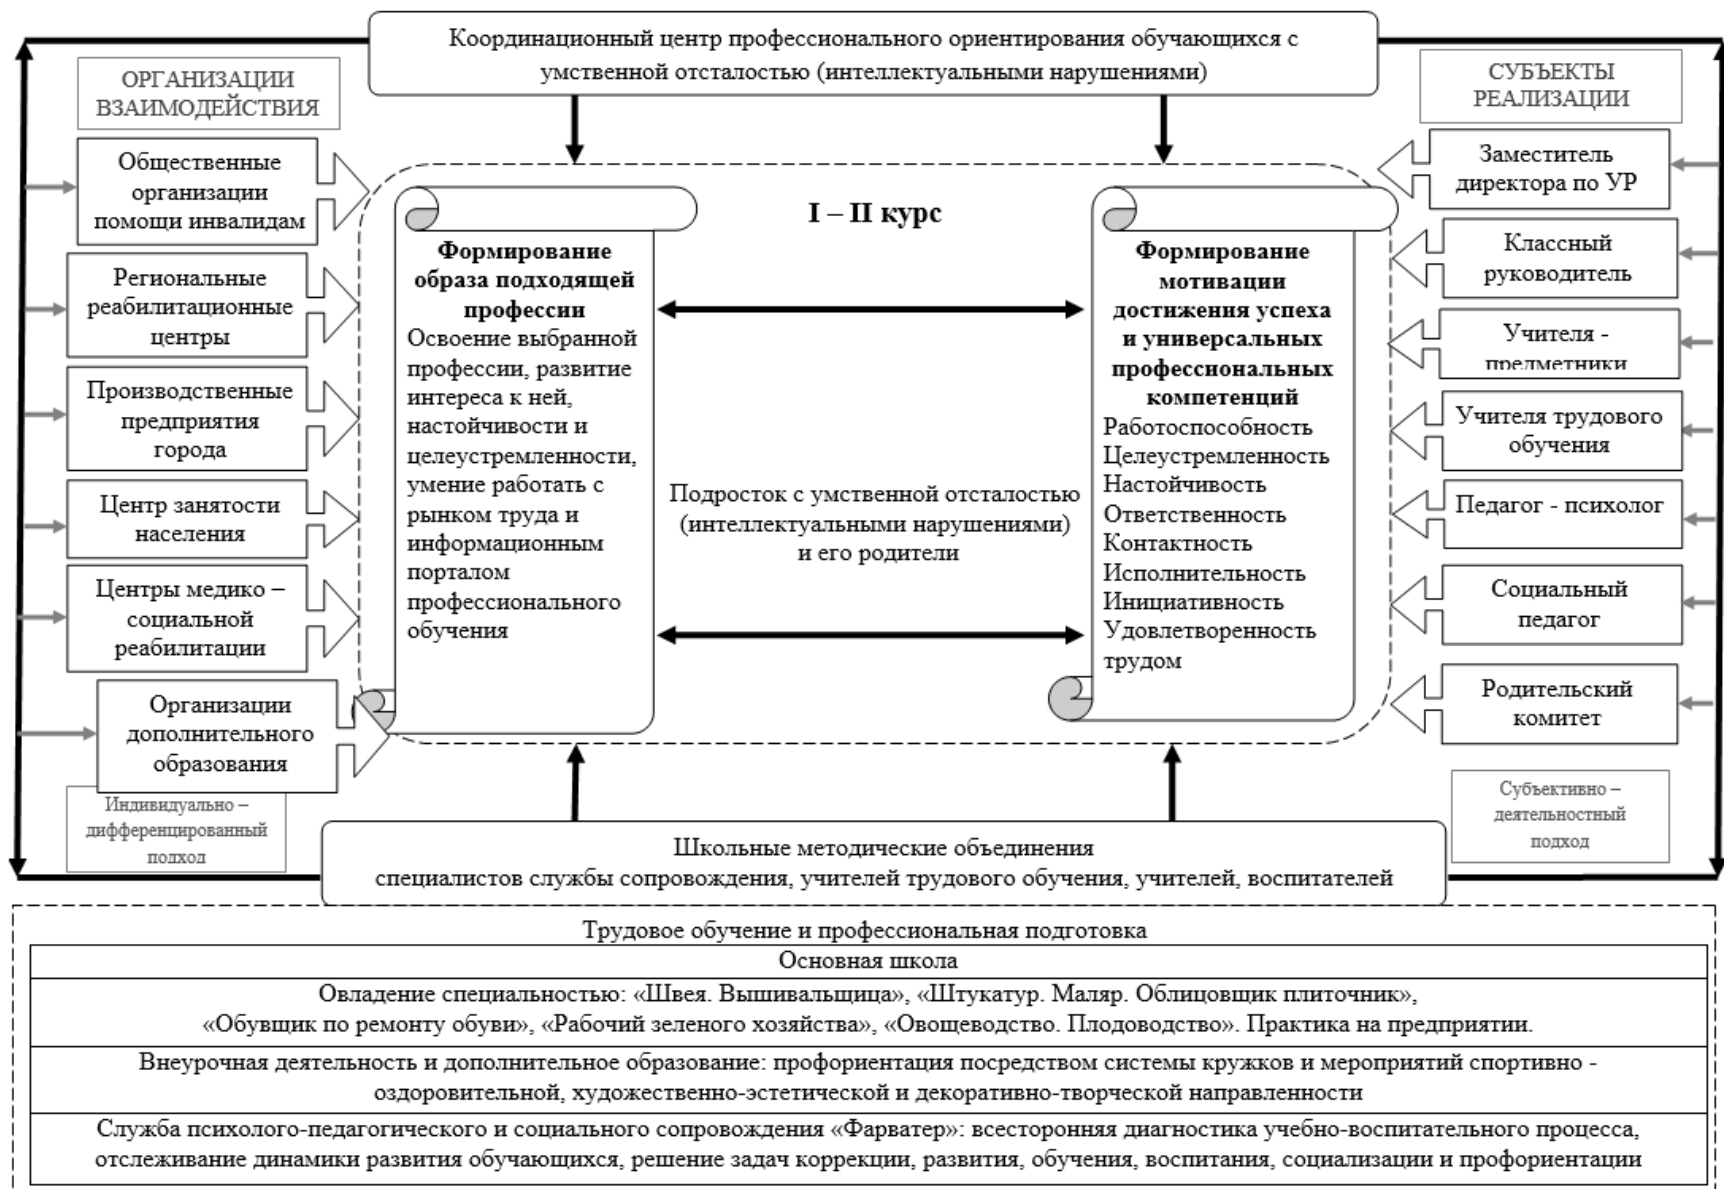 Координационный центр профессионального ориентирования обучающихся с
умственной отсталостью (интеллектуальными нарушениями)
ОРГАНИЗАЦИИ
ВЗАИМОДЕЙСТВИЯ
Общественные
организации
помощи инвалидам
Региональные
реабилитационные
центры
Производственные
предприятия
города
Центр занятости
населения
Центры медико –
социальной
реабилитации
Организации
дополнительного
образования
Индивидуально –
дифференцированный
подход
I – II курс
Формирование
образа подходящей
профессии
Освоение выбранной
профессии, развитие
интереса к ней,
настойчивости и
целеустремленности,
умение работать с
рынком труда и
информационным
порталом
профессионального
обучения
Подросток с умственной отсталостью
(интеллектуальными нарушениями)
и его родители
Формирование
мотивации
достижения успеха
и универсальных
профессиональных
компетенций
Работоспособность
Целеустремленность
Настойчивость
Ответственность
Контактность
Исполнительность
Инициативность
Удовлетворенность
трудом
СУБЪЕКТЫ
РЕАЛИЗАЦИИ
Заместитель
директора по УР
Классный
руководитель
Учителя -
предметники
Учителя трудового
обучения
Педагог - психолог
Социальный
педагог
Родительский
комитет
Субъективно –
деятельностный
подход
Школьные методические объединения
специалистов службы сопровождения, учителей трудового обучения, учителей, воспитателей
Трудовое обучение и профессиональная подготовка
Основная школа
Овладение специальностью: «Швея. Вышивальщица», «Штукатур. Маляр. Облицовщик плиточник»,
«Обувщик по ремонту обуви», «Рабочий зеленого хозяйства», «Овощеводство. Плодоводство». Практика на предприятии.
Внеурочная деятельность и дополнительное образование: профориентация посредством системы кружков и мероприятий спортивно -
оздоровительной, художественно-эстетической и декоративно-творческой направленности
Служба психолого-педагогического и социального сопровождения «Фарватер»: всесторонняя диагностика учебно-воспитательного процесса,
отслеживание динамики развития обучающихся, решение задач коррекции, развития, обучения, воспитания, социализации и профориентации